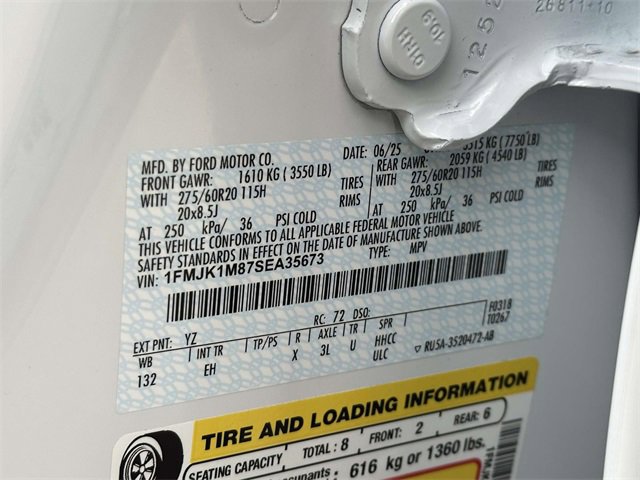 OIRH
10.9
1252
26811+10
MFD. BY FORD MOTOR CO. DATE: 06/25 3515 KG ( 7750 LB)
FRONT GAWR: 1610 KG ( 3550 LB) REAR GAWR: 2059 KG ( 4540 LB)
WITH 275/60R20 115H TIRES WITH 275/60R20 115H TIRES
20x8.5J RIMS 20x8.5J RIMS
AT 250 kPa/ 36 PSI COLD AT 250 kPa/ 36 PSI COLD
THIS VEHICLE CONFORMS TO ALL APPLICABLE FEDERAL MOTOR VEHICLE
SAFETY STANDARDS IN EFFECT ON THE DATE OF MANUFACTURE SHOWN ABOVE.
VIN: 1FMJK1M87SEA35673 TYPE: MPV
F0318
T0267
EXT PNT: YZ RC: 72 DSO:
WB INT TR TP/PS R AXLE TR SPR
132 EH X 3L U HHCC
ULC ▽ RU5A-3520472-AB
TIRE AND LOADING INFORMATION
SEATING CAPACITY TOTAL: 8 FRONT: 2 REAR: 6
616 kg or 1360 lbs.